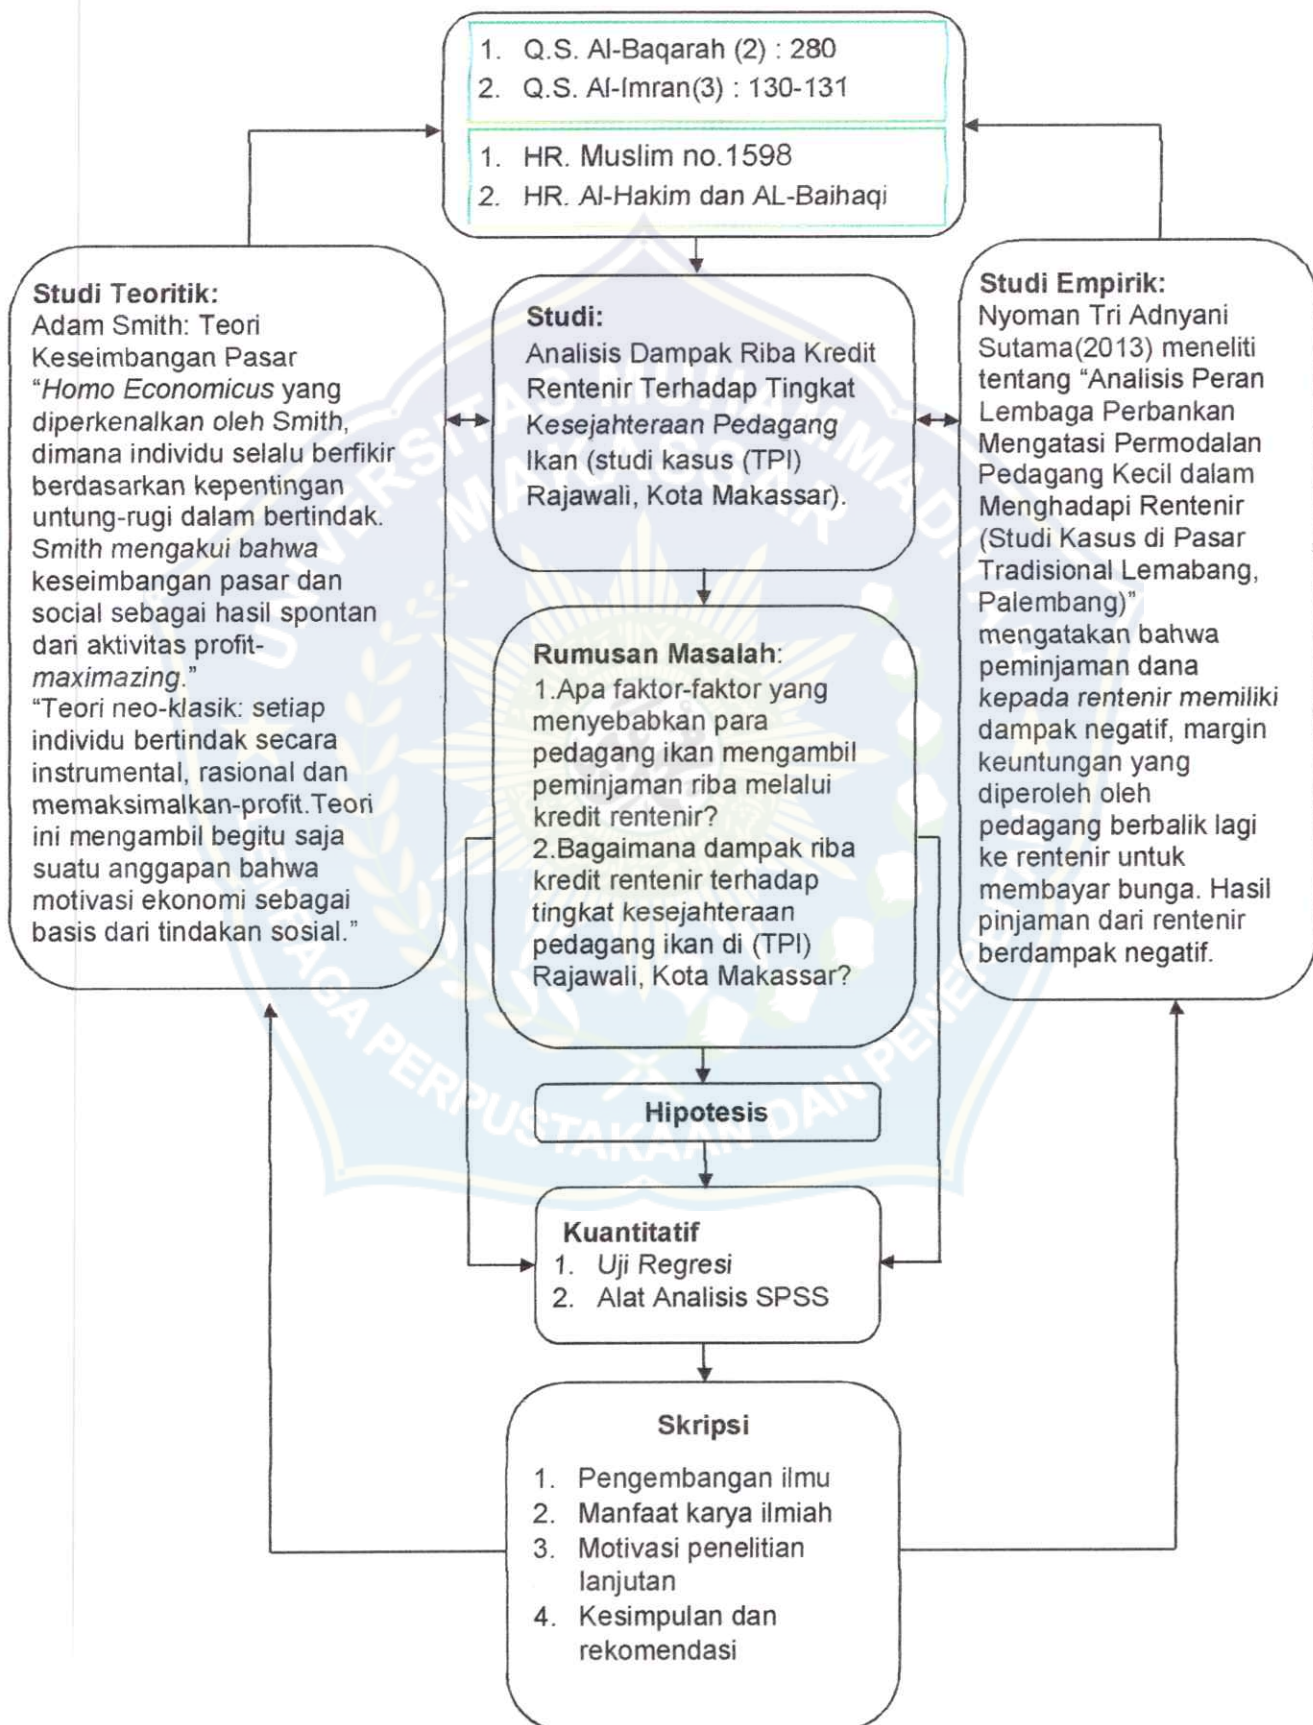 1. Q.S. Al-Baqarah (2) : 280
2. Q.S. Al-Imran(3) : 130-131
1. HR. Muslim no.1598
2. HR. Al-Hakim dan AL-Baihaqi
Studi Teoritik:
Adam Smith: Teori
Keseimbangan Pasar
“Homo Economicus yang
diperkenalkan oleh Smith,
dimana individu selalu berfikir
berdasarkan kepentingan
untung-rugi dalam bertindak.
Smith mengakui bahwa
keseimbangan pasar dan
social sebagai hasil spontan
dari aktivitas profit-
maximazing.”
“Teori neo-klasik: setiap
individu bertindak secara
instrumental, rasional dan
memaksimalkan-profit.Teori
ini mengambil begitu saja
suatu anggapan bahwa
motivasi ekonomi sebagai
basis dari tindakan sosial.”
Studi:
Analisis Dampak Riba Kredit
Rentenir Terhadap Tingkat
Kesejahteraan Pedagang
Ikan (studi kasus (TPI)
Rajawali, Kota Makassar).
Studi Empirik:
Nyoman Tri Adnyani
Sutama(2013) meneliti
tentang “Analisis Peran
Lembaga Perbankan
Mengatasi Permodalan
Pedagang Kecil dalam
Menghadapi Rentenir
(Studi Kasus di Pasar
Tradisional Lemabang,
Palembang)”
mengatakan bahwa
peminjaman dana
kepada rentenir memiliki
dampak negatif, margin
keuntungan yang
diperoleh oleh
pedagang berbalik lagi
ke rentenir untuk
membayar bunga. Hasil
pinjaman dari rentenir
berdampak negatif.
Rumusan Masalah:
1.Apa faktor-faktor yang
menyebabkan para
pedagang ikan mengambil
peminjaman riba melalui
kredit rentenir?
2.Bagaimana dampak riba
kredit rentenir terhadap
tingkat kesejahteraan
pedagang ikan di (TPI)
Rajawali, Kota Makassar?
Hipotesis
Kuantitatif
1. Uji Regresi
2. Alat Analisis SPSS
Skripsi
1. Pengembangan ilmu
2. Manfaat karya ilmiah
3. Motivasi penelitian
lanjutan
4. Kesimpulan dan
rekomendasi
UNIVERSITAS MUHAMMADIYAH
MAKASSAR
LEMBAGA PERPUSTAKAAN DAN PENERBITAN